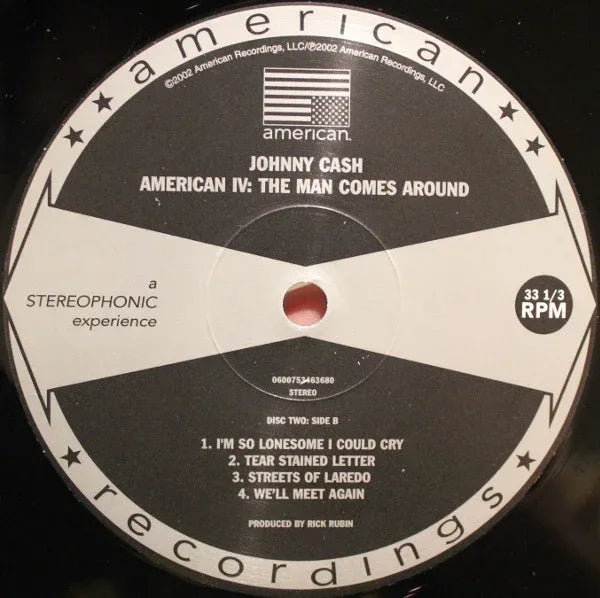 american
©2002 American Recordings, LLC/℗2002 American Recordings, LLC
american.
JOHNNY CASH
AMERICAN IV: THE MAN COMES AROUND
a
STEREOPHONIC
experience
33 1/3
RPM
0600753463680
STEREO
DISC TWO: SIDE B
1. I'M SO LONESOME I COULD CRY
2. TEAR STAINED LETTER
3. STREETS OF LAREDO
4. WE'LL MEET AGAIN
PRODUCED BY RICK RUBIN
recordings